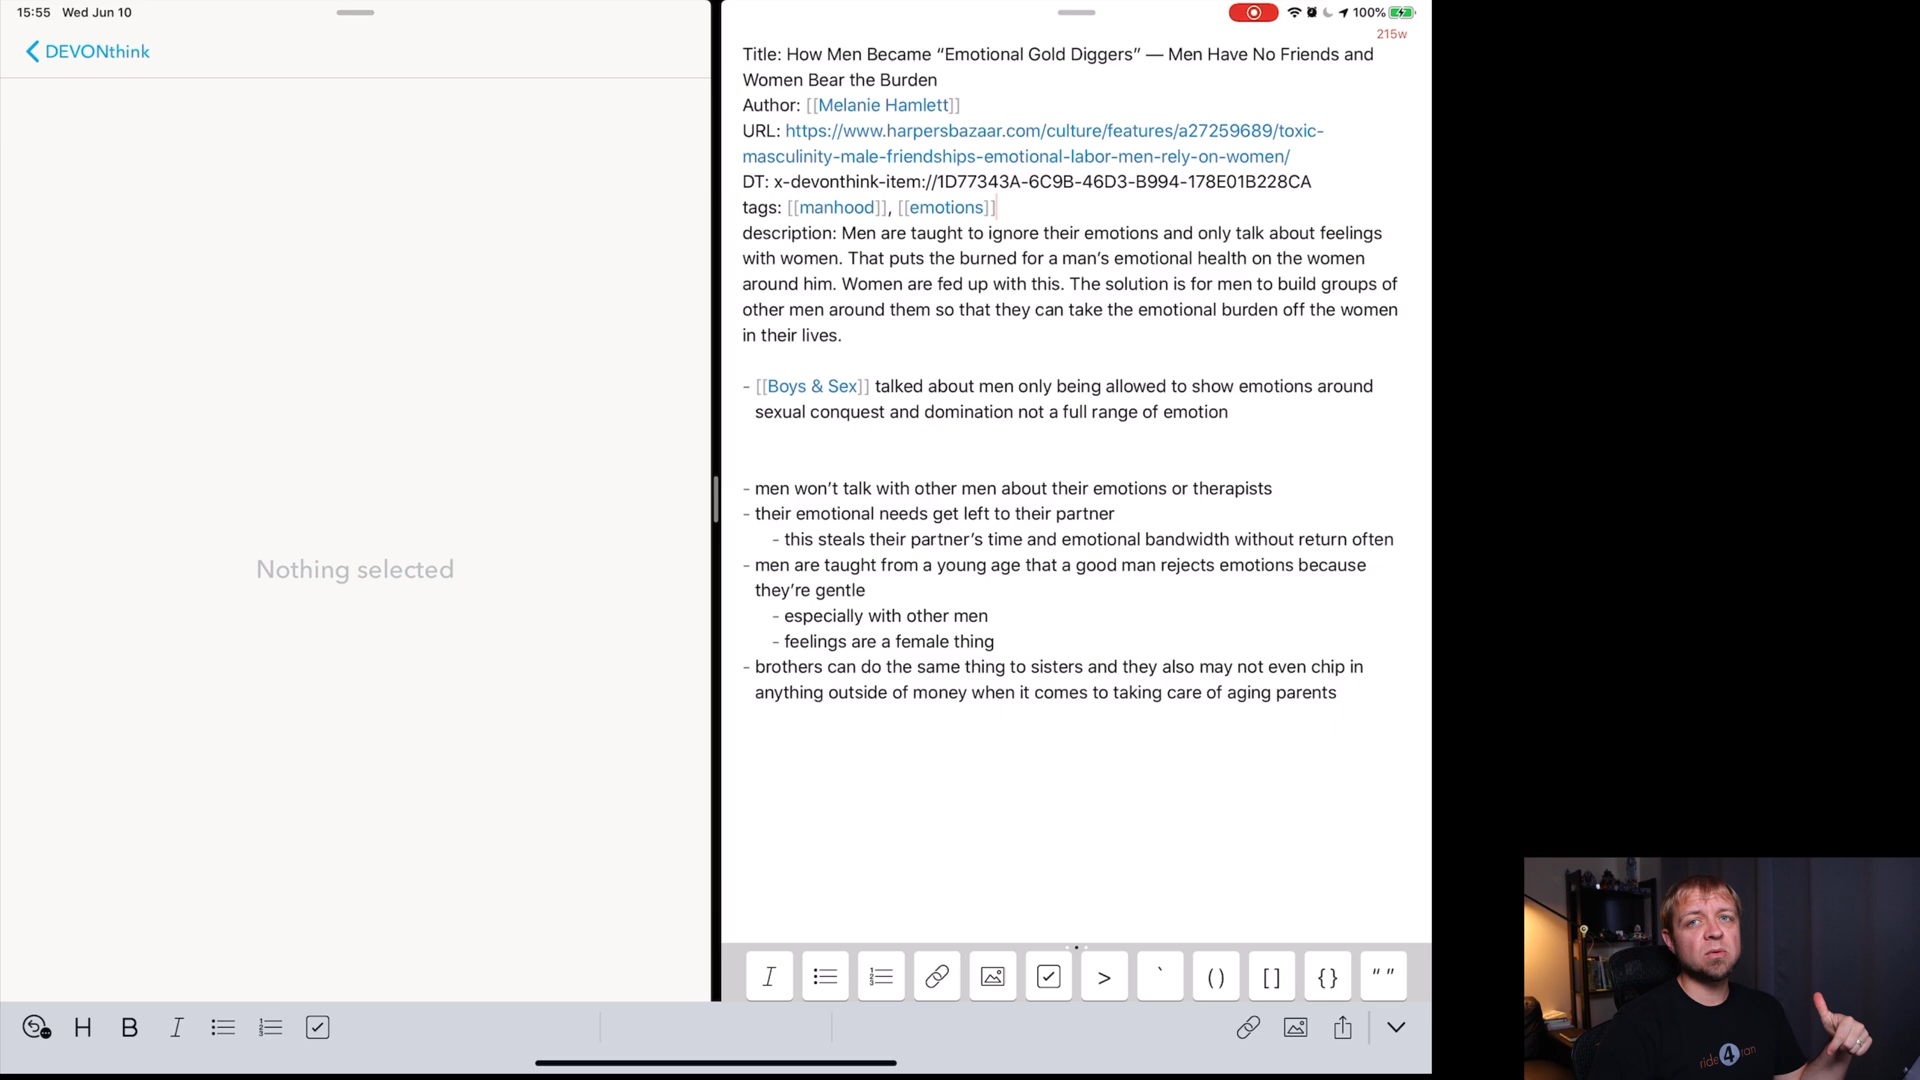 15:55 Wed Jun 10
100%
DEVONthink
Nothing selected
215w
Title: How Men Became “Emotional Gold Diggers” — Men Have No Friends and
Women Bear the Burden
Author: [[Melanie Hamlett]]
URL: https://www.harpersbazaar.com/culture/features/a27259689/toxic-
masculinity-male-friendships-emotional-labor-men-rely-on-women/
DT: x-devonthink-item://1D77343A-6C9B-46D3-B994-178E01B228CA
tags: [[manhood]], [[emotions]]
description: Men are taught to ignore their emotions and only talk about feelings
with women. That puts the burned for a man’s emotional health on the women
around him. Women are fed up with this. The solution is for men to build groups of
other men around them so that they can take the emotional burden off the women
in their lives.
- [[Boys & Sex]] talked about men only being allowed to show emotions around
sexual conquest and domination not a full range of emotion
- men won’t talk with other men about their emotions or therapists
- their emotional needs get left to their partner
- this steals their partner’s time and emotional bandwidth without return often
- men are taught from a young age that a good man rejects emotions because
they’re gentle
- especially with other men
- feelings are a female thing
- brothers can do the same thing to sisters and they also may not even chip in
anything outside of money when it comes to taking care of aging parents
I > ` () [] {} " "
H B I
ride 4 ran